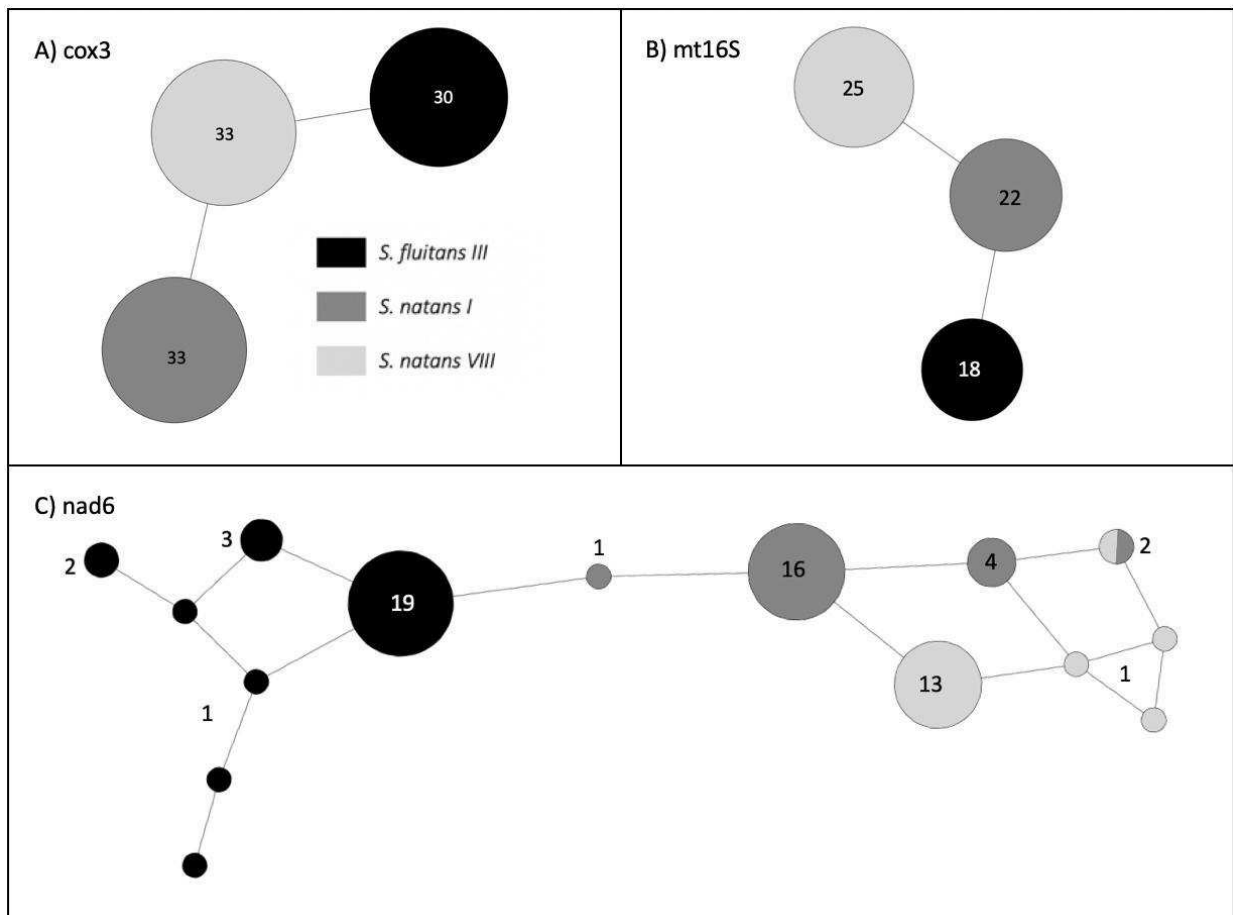 A) cox3
33
30
33
S. fluitans III
S. natans I
S. natans VIII
B) mt16S
25
22
18
C) nad6
2
3
19
1
1
16
4
2
13
1